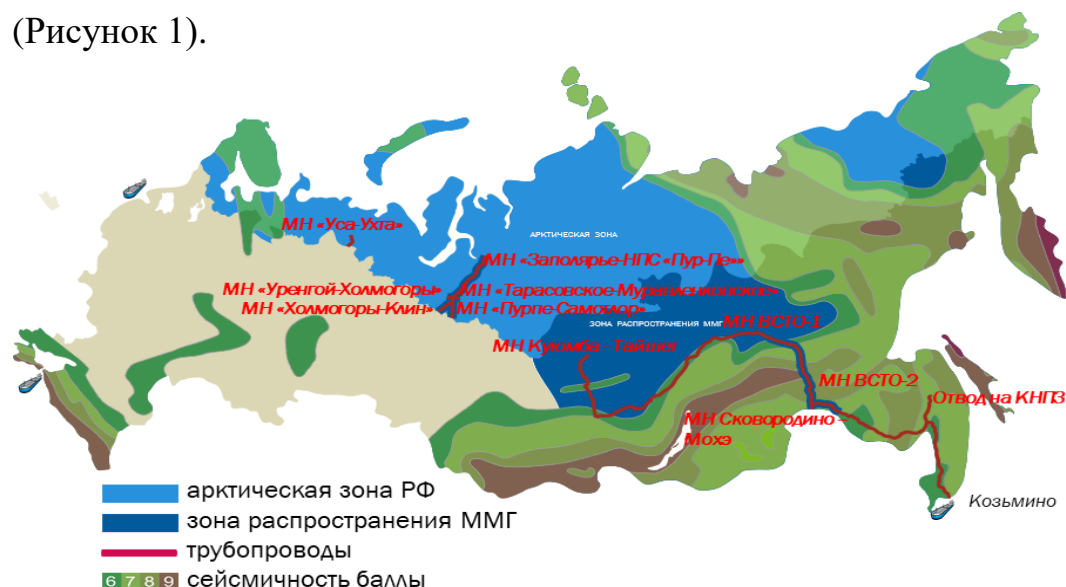 (Рисунок 1).
МН «Уса-Ухта»
АРКТИЧЕСКАЯ ЗОНА
МН «Заполярье-НПС «Пур-Пе»»
МН «Уренгой-Холмогоры»
МН «Тарасовское-Муравленковское»
МН «Холмогоры-Клин»
МН «Пурпе-Самотлор»
ЗОНА РАСПРОСТРАНЕНИЯ ММГ
МН ВСТО-1
МН Куюмба - Тайшет
МН ВСТО-2
Отвод на КНПЗ
МН Сковородино –
Мохэ
Козьмино
арктическая зона РФ
зона распространения ММГ
трубопроводы
6 7 8 9 сейсмичность баллы